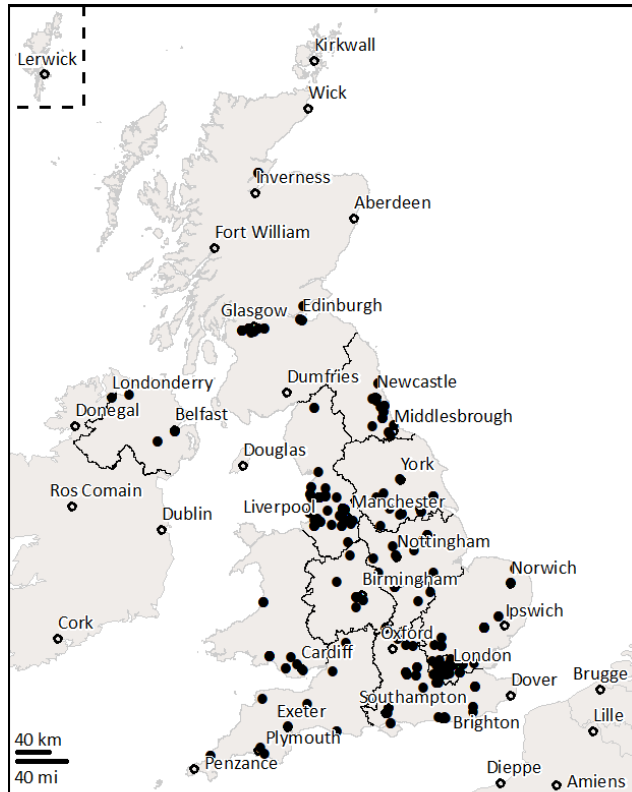 Kirkwall
Lerwick
Wick
Inverness
Aberdeen
Fort William
Glasgow
Edinburgh
Londonderry
Dumfries
Newcastle
Donegal
Belfast
Middlesbrough
Douglas
York
Ros Comain
Liverpool
Manchester
Dublin
Nottingham
Birmingham
Norwich
Ipswich
Cork
Oxford
Cardiff
London
Southampton
Dover
Brugge
Exeter
Brighton
Lille
Plymouth
40 km
40 mi
Penzance
Dieppe
Amiens